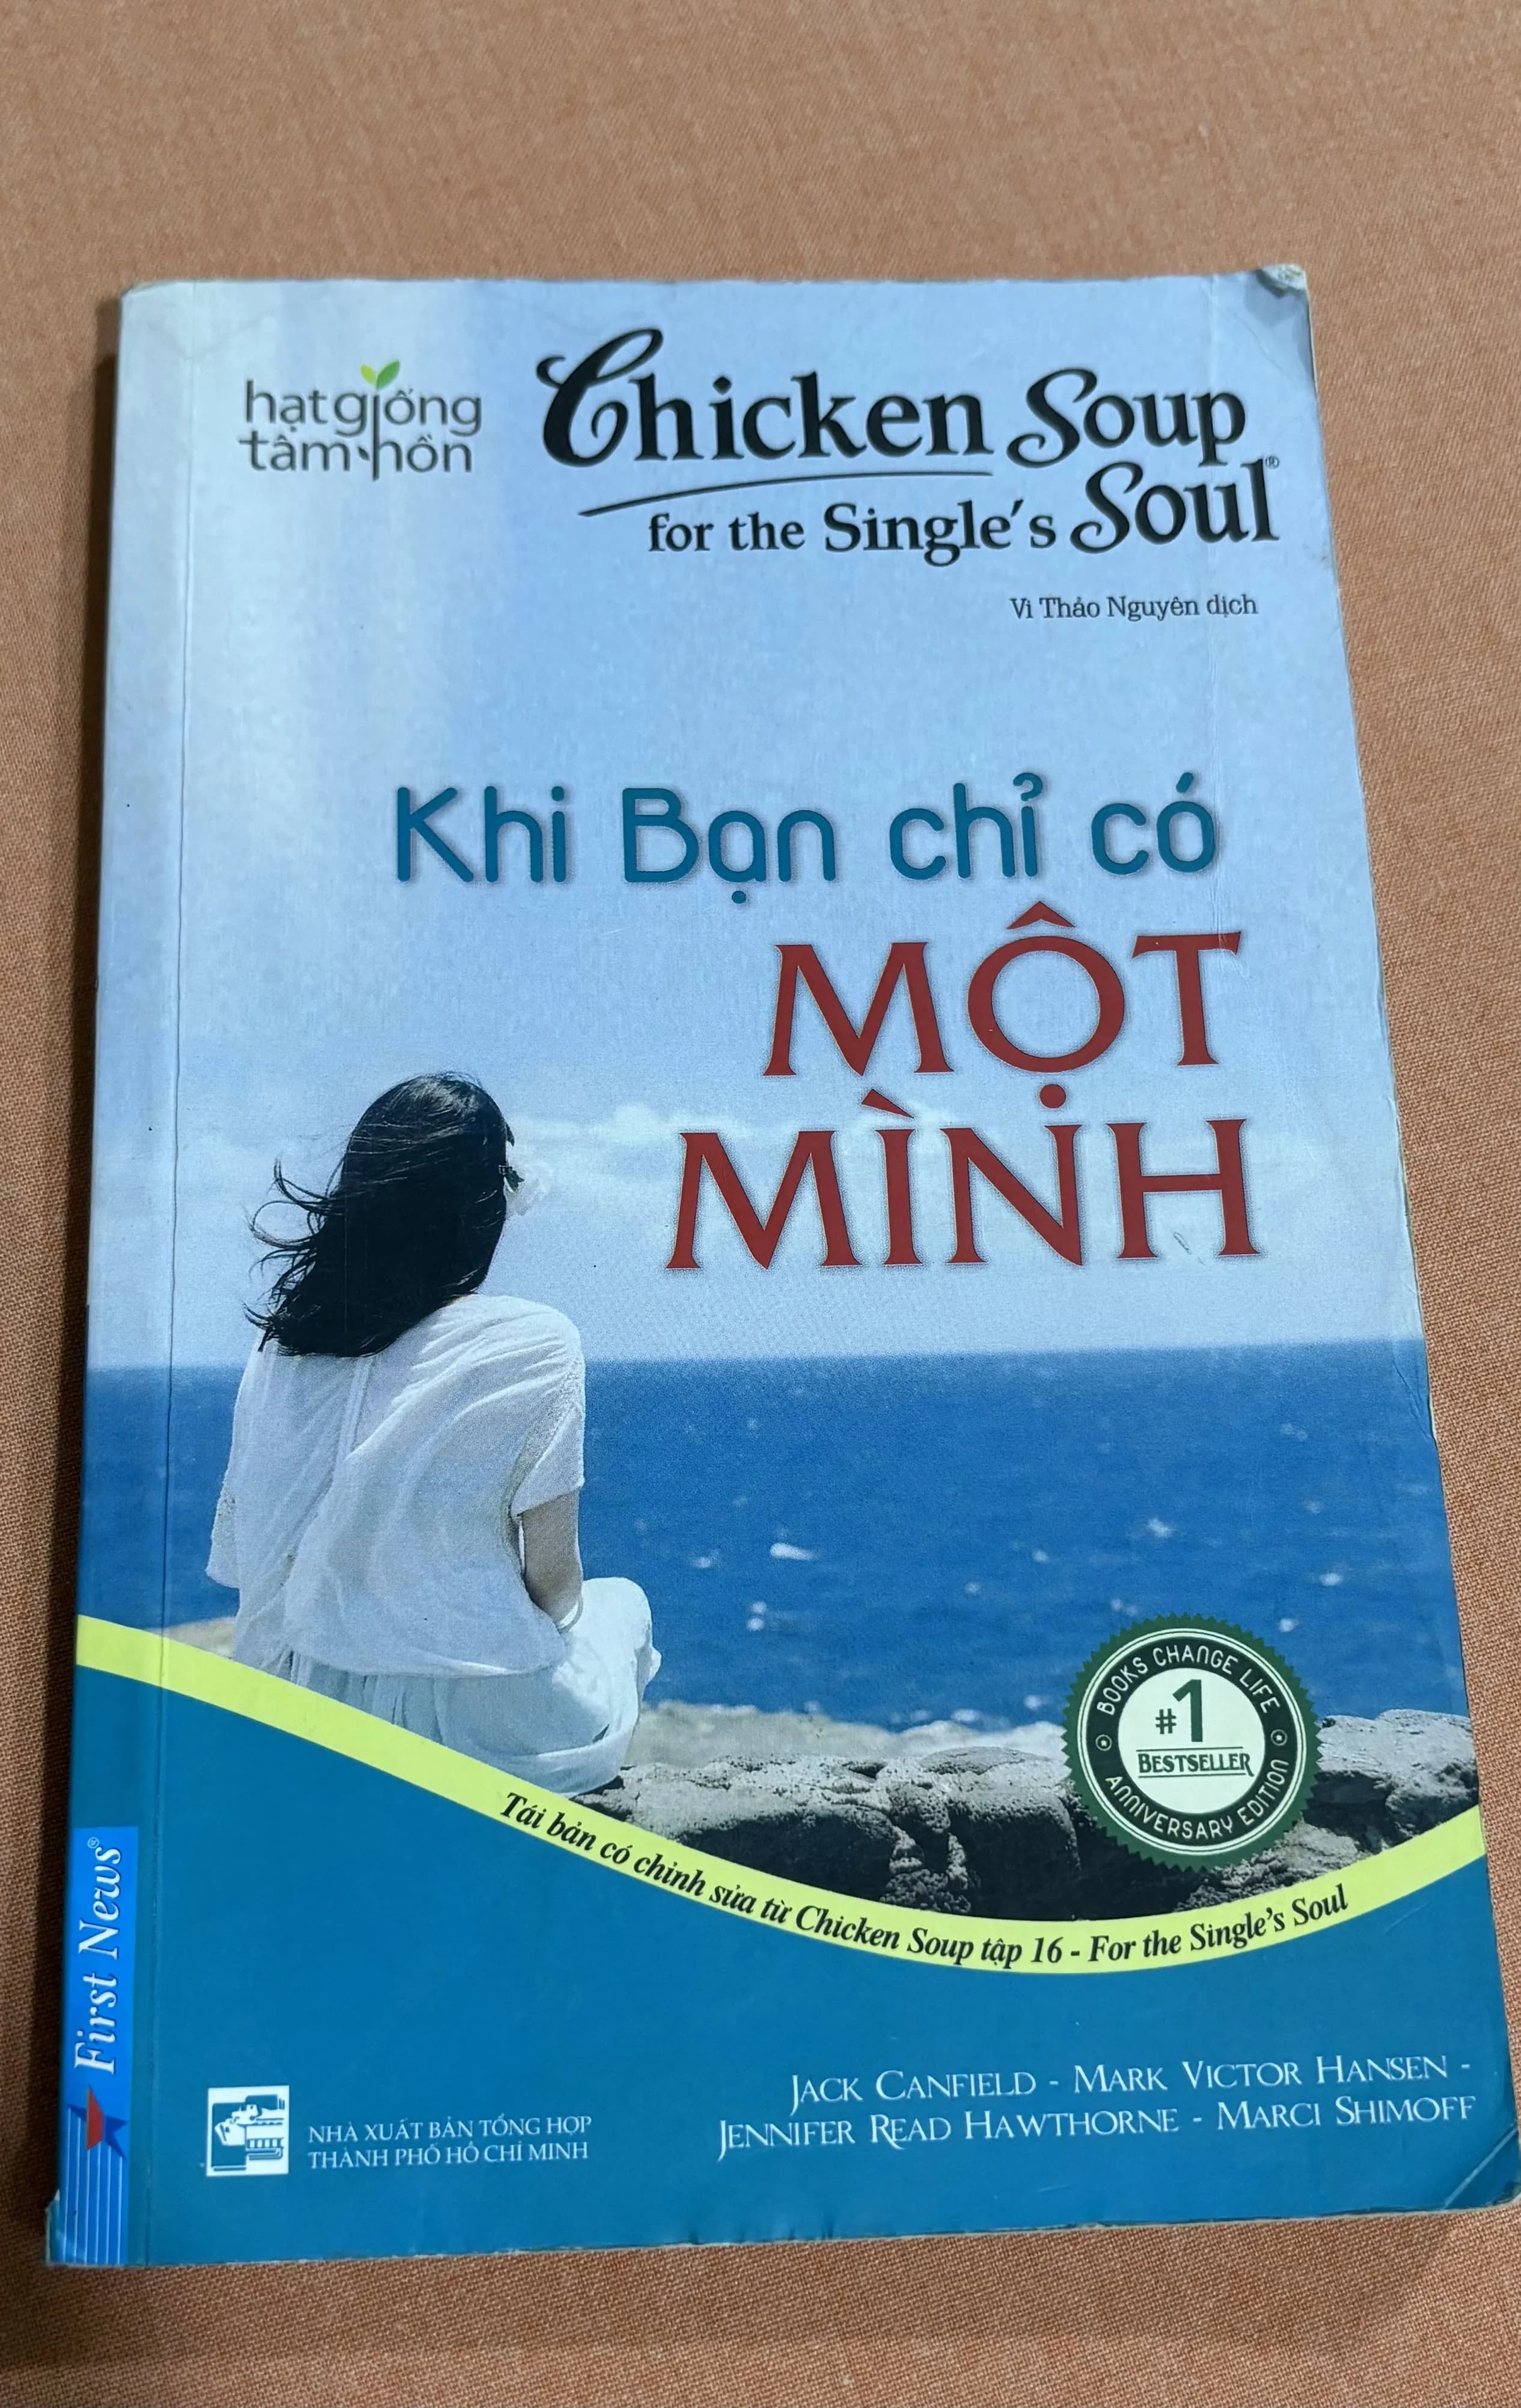 hạt giống
tâm hồn
Chicken Soup
for the Single's Soul®
Vi Thảo Nguyên dịch
Khi Bạn chỉ có
MỘT
MÌNH
BOOKS CHANGE LIFE
#1
BESTSELLER
ANNIVERSARY EDITION
Tái bản có chỉnh sửa từ Chicken Soup tập 16 - For the Single's Soul
First News®
JACK CANFIELD - MARK VICTOR HANSEN -
JENNIFER READ HAWTHORNE - MARCI SHIMOFF
NHÀ XUẤT BẢN TỔNG HỢP
THÀNH PHỐ HỒ CHÍ MINH